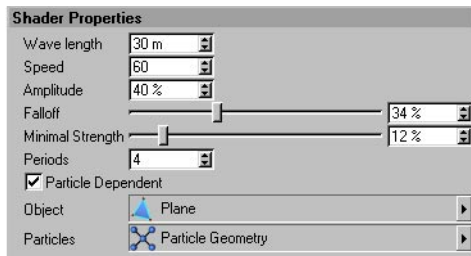 Shader Properties
Wave length 30 m
Speed 60
Amplitude 40 %
Falloff 34 %
Minimal Strength 12 %
Periods 4
Particle Dependent
Object Plane
Particles Particle Geometry